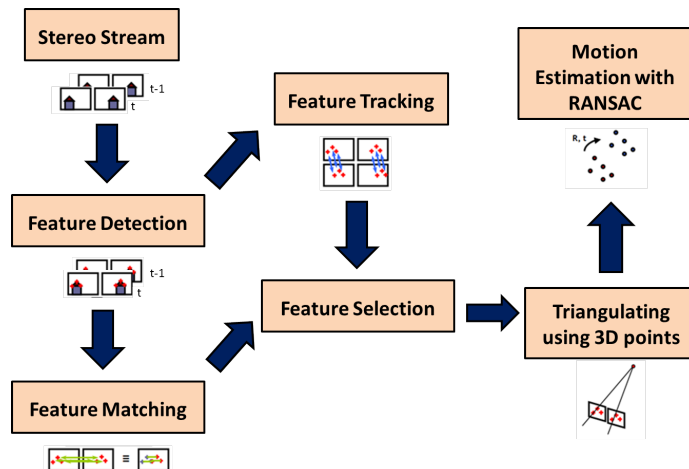 Stereo Stream
t-1
t
Feature Detection
t-1
t
Feature Matching
≡
Feature Tracking
Feature Selection
Triangulating
using 3D points
Motion
Estimation with
RANSAC
R, t